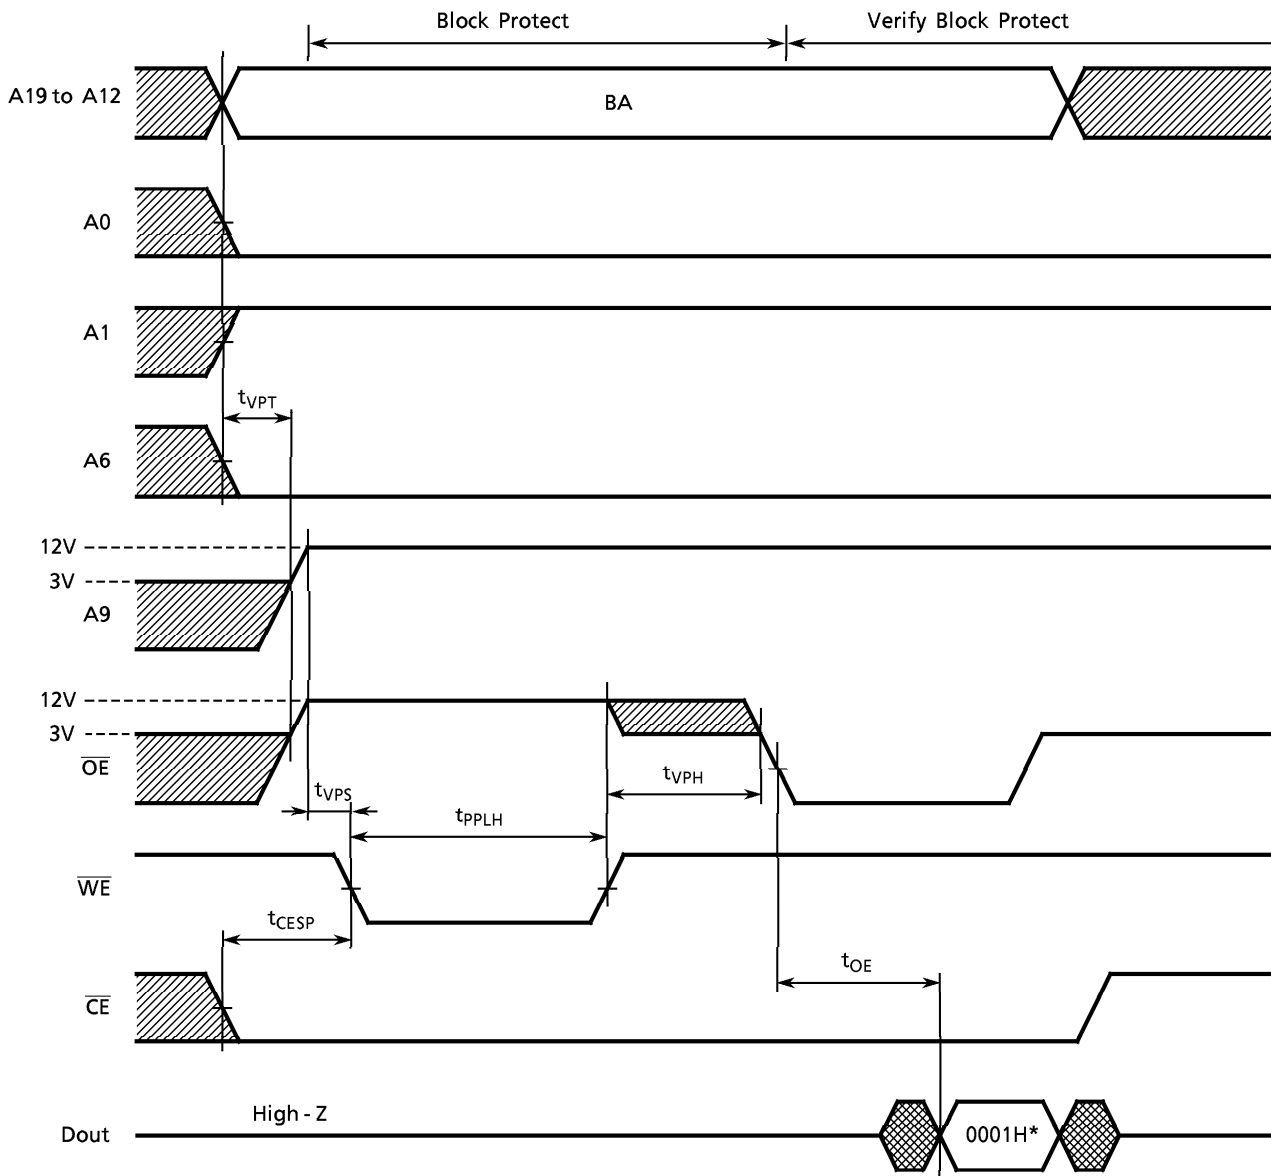 Block Protect
Verify Block Protect
A19 to A12
BA
A0
A1
tVPT
A6
12V
3V
A9
12V
3V
OE
tVPH
tVPS
tPPLH
WE
tCESP
tOE
CE
High - Z
Dout
0001H*